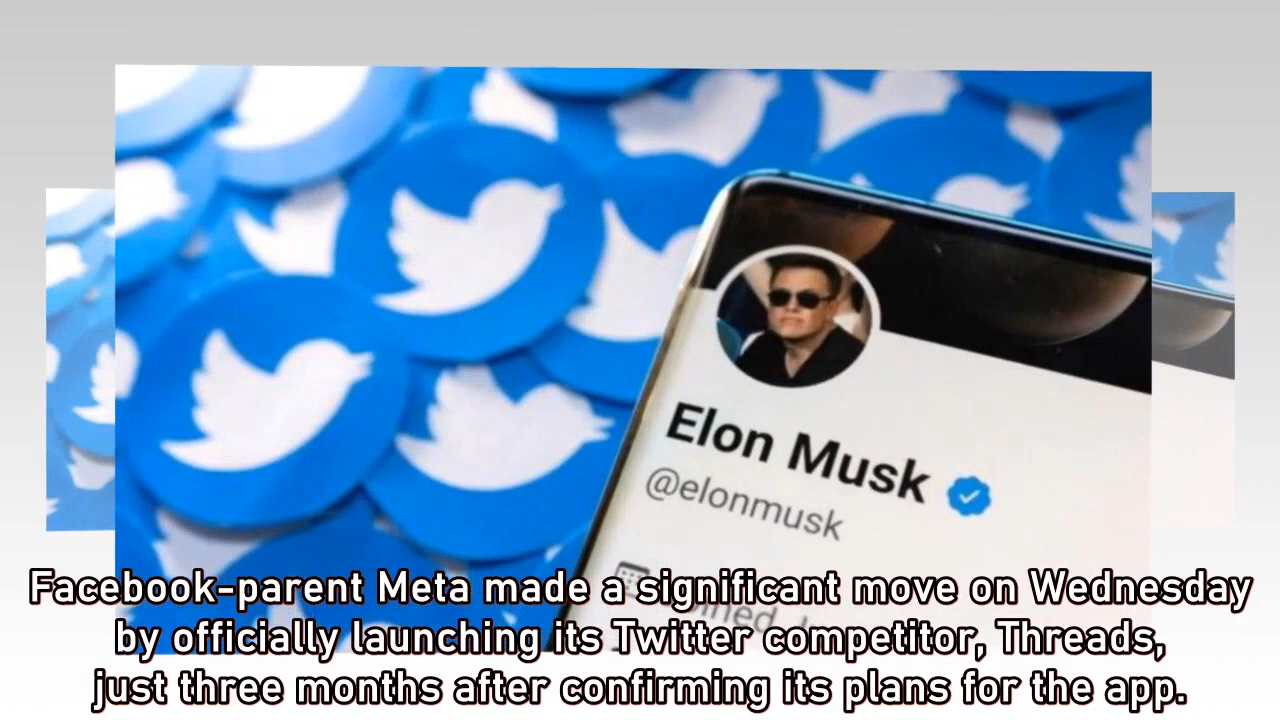 Elon Musk
@elonmusk
Facebook-parent Meta made a significant move on Wednesday
by officially launching its Twitter competitor, Threads,
just three months after confirming its plans for the app.